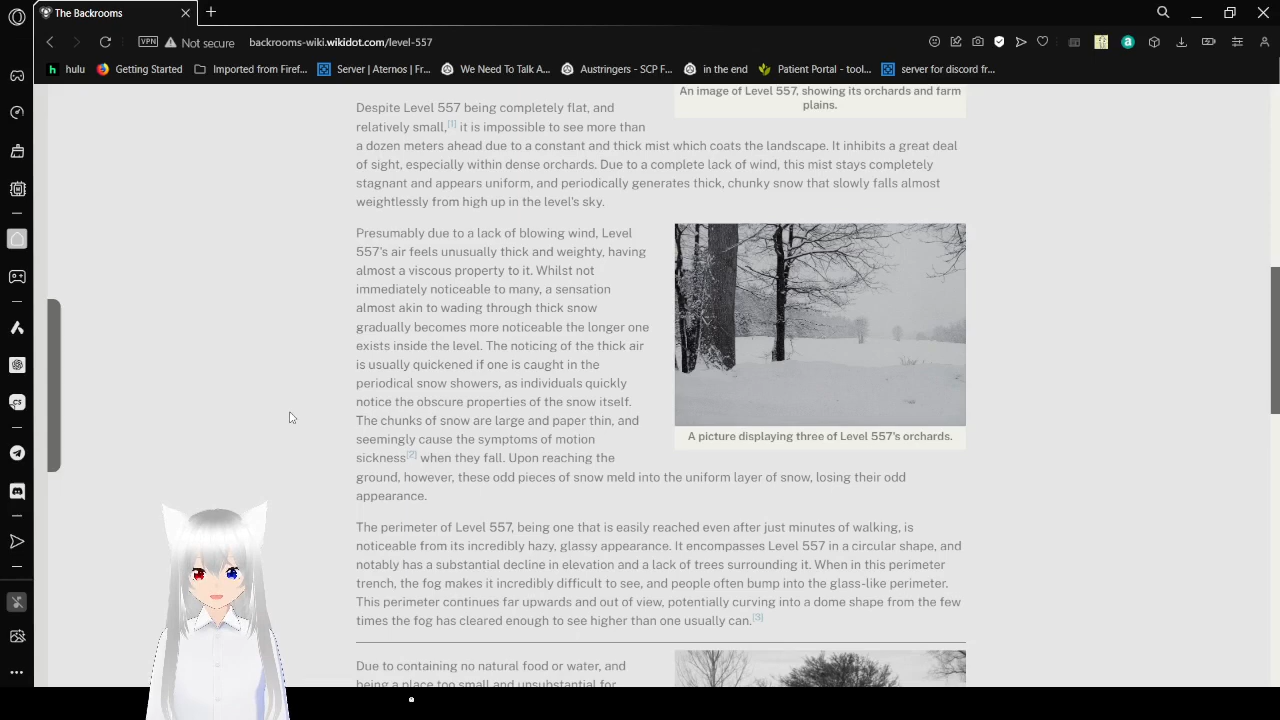 The Backrooms
VPN
Not secure
backrooms-wiki.wikidot.com/level-557
hulu
Getting Started
Imported from Firef...
Server | Aternos | Fr...
We Need To Talk A...
Austringers - SCP F...
in the end
Patient Portal - tool...
server for discord fr...
An image of Level 557, showing its orchards and farm
plains.
Despite Level 557 being completely flat, and
relatively small,[1] it is impossible to see more than
a dozen meters ahead due to a constant and thick mist which coats the landscape. It inhibits a great deal
of sight, especially within dense orchards. Due to a complete lack of wind, this mist stays completely
stagnant and appears uniform, and periodically generates thick, chunky snow that slowly falls almost
weightlessly from high up in the level's sky.
Presumably due to a lack of blowing wind, Level
557's air feels unusually thick and weighty, having
almost a viscous property to it. Whilst not
immediately noticeable to many, a sensation
almost akin to wading through thick snow
gradually becomes more noticeable the longer one
exists inside the level. The noticing of the thick air
is usually quickened if one is caught in the
periodical snow showers, as individuals quickly
notice the obscure properties of the snow itself.
The chunks of snow are large and paper thin, and
seemingly cause the symptoms of motion
sickness[2] when they fall. Upon reaching the
ground, however, these odd pieces of snow meld into the uniform layer of snow, losing their odd
appearance.
A picture displaying three of Level 557's orchards.
The perimeter of Level 557, being one that is easily reached even after just minutes of walking, is
noticeable from its incredibly hazy, glassy appearance. It encompasses Level 557 in a circular shape, and
notably has a substantial decline in elevation and a lack of trees surrounding it. When in this perimeter
trench, the fog makes it incredibly difficult to see, and people often bump into the glass-like perimeter.
This perimeter continues far upwards and out of view, potentially curving into a dome shape from the few
times the fog has cleared enough to see higher than one usually can.[3]
Due to containing no natural food or water, and
being a place too small and unsubstantial for